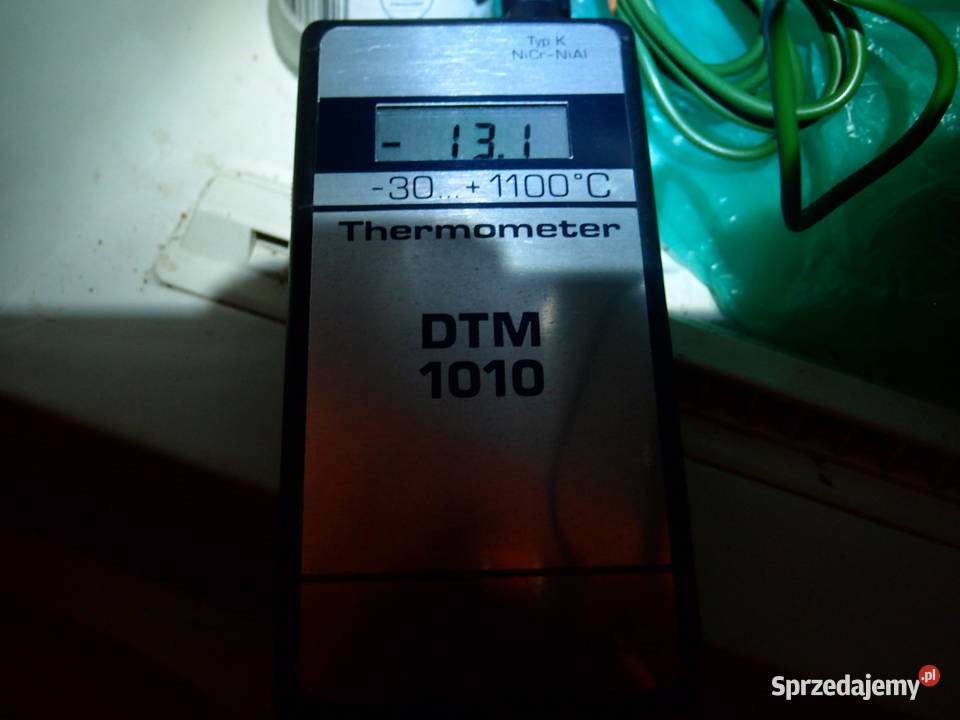 Typ K
NiCr-NiAl
- 13.1
-30...+1100°C
Thermometer
DTM
1010
Sprzedajemy.pl